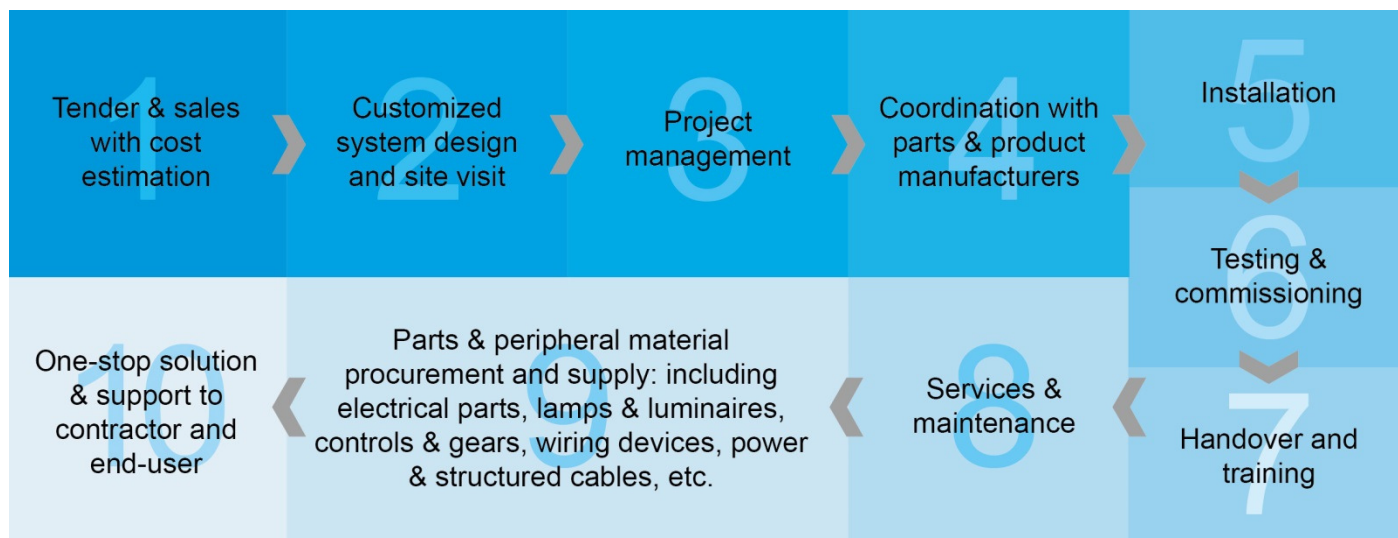 1
Tender & sales
with cost
estimation
2
Customized
system design
and site visit
3
Project
management
4
Coordination with
parts & product
manufacturers
5
Installation
6
Testing &
commissioning
7
Handover and
training
8
Services &
maintenance
9
Parts & peripheral material
procurement and supply: including
electrical parts, lamps & luminaires,
controls & gears, wiring devices, power
& structured cables, etc.
10
One-stop solution
& support to
contractor and
end-user